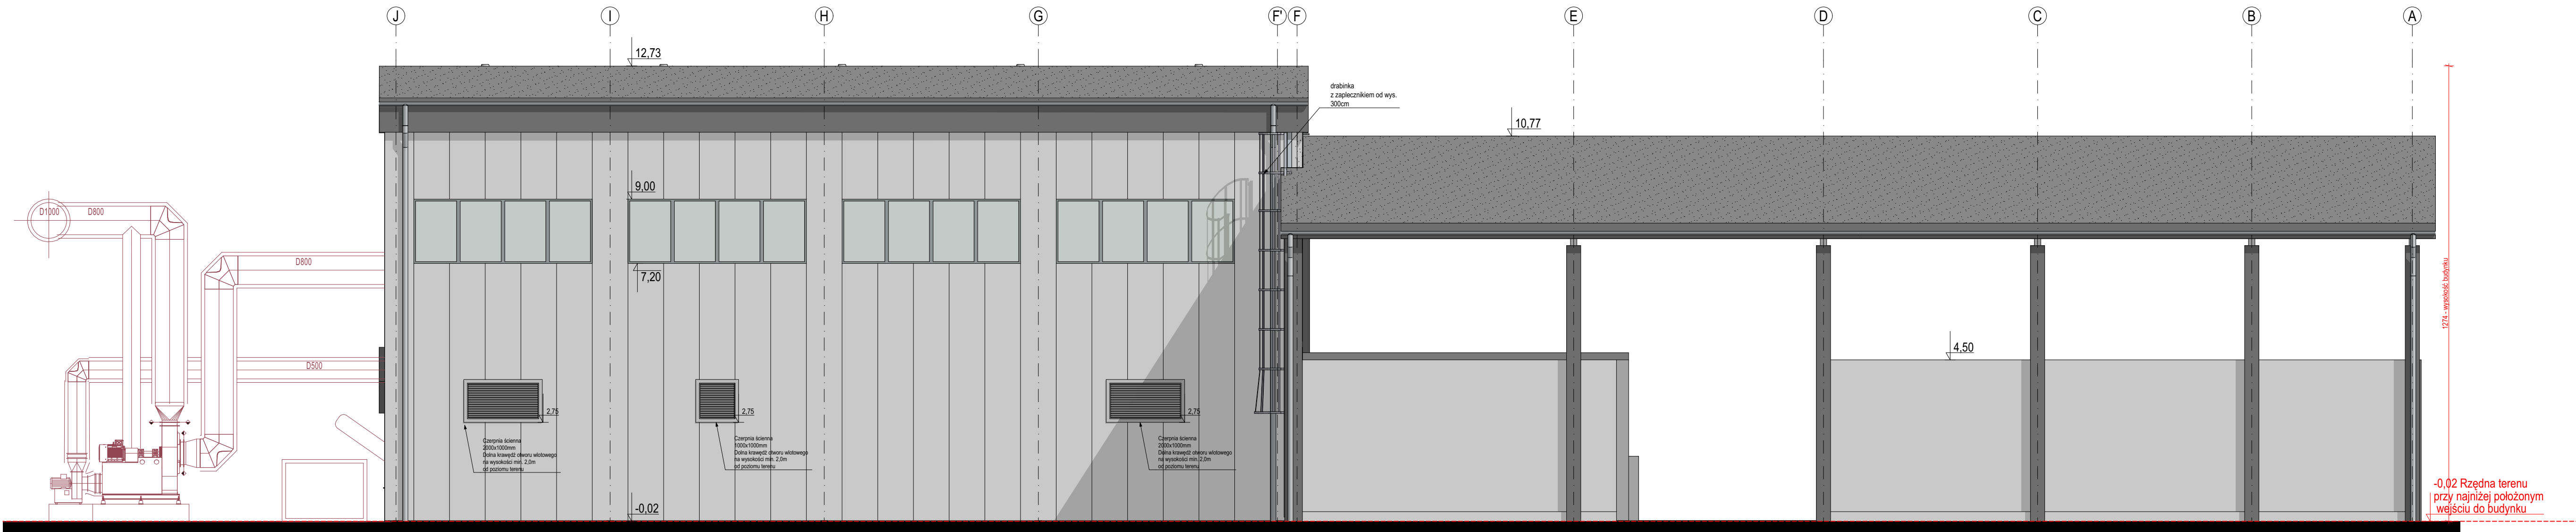 J
I
H
G
F'
F
E
D
C
B
A
12,73
drabinka
z zaplecznikiem od wys.
300cm
10,77
9,00
D1000
D800
D800
7,20
1274 - wysokość budynku
4,50
D500
2,75
2,75
2,75
Czerpnia ścienna
2000x1000mm
Dolna krawędź otworu wlotowego
na wysokości min. 2,0m
od poziomu terenu
Czerpnia ścienna
1000x1000mm
Dolna krawędź otworu wlotowego
na wysokości min. 2,0m
od poziomu terenu
Czerpnia ścienna
2000x1000mm
Dolna krawędź otworu wlotowego
na wysokości min. 2,0m
od poziomu terenu
-0,02
-0,02 Rzędna terenu
przy najniżej położonym
wejściu do budynku